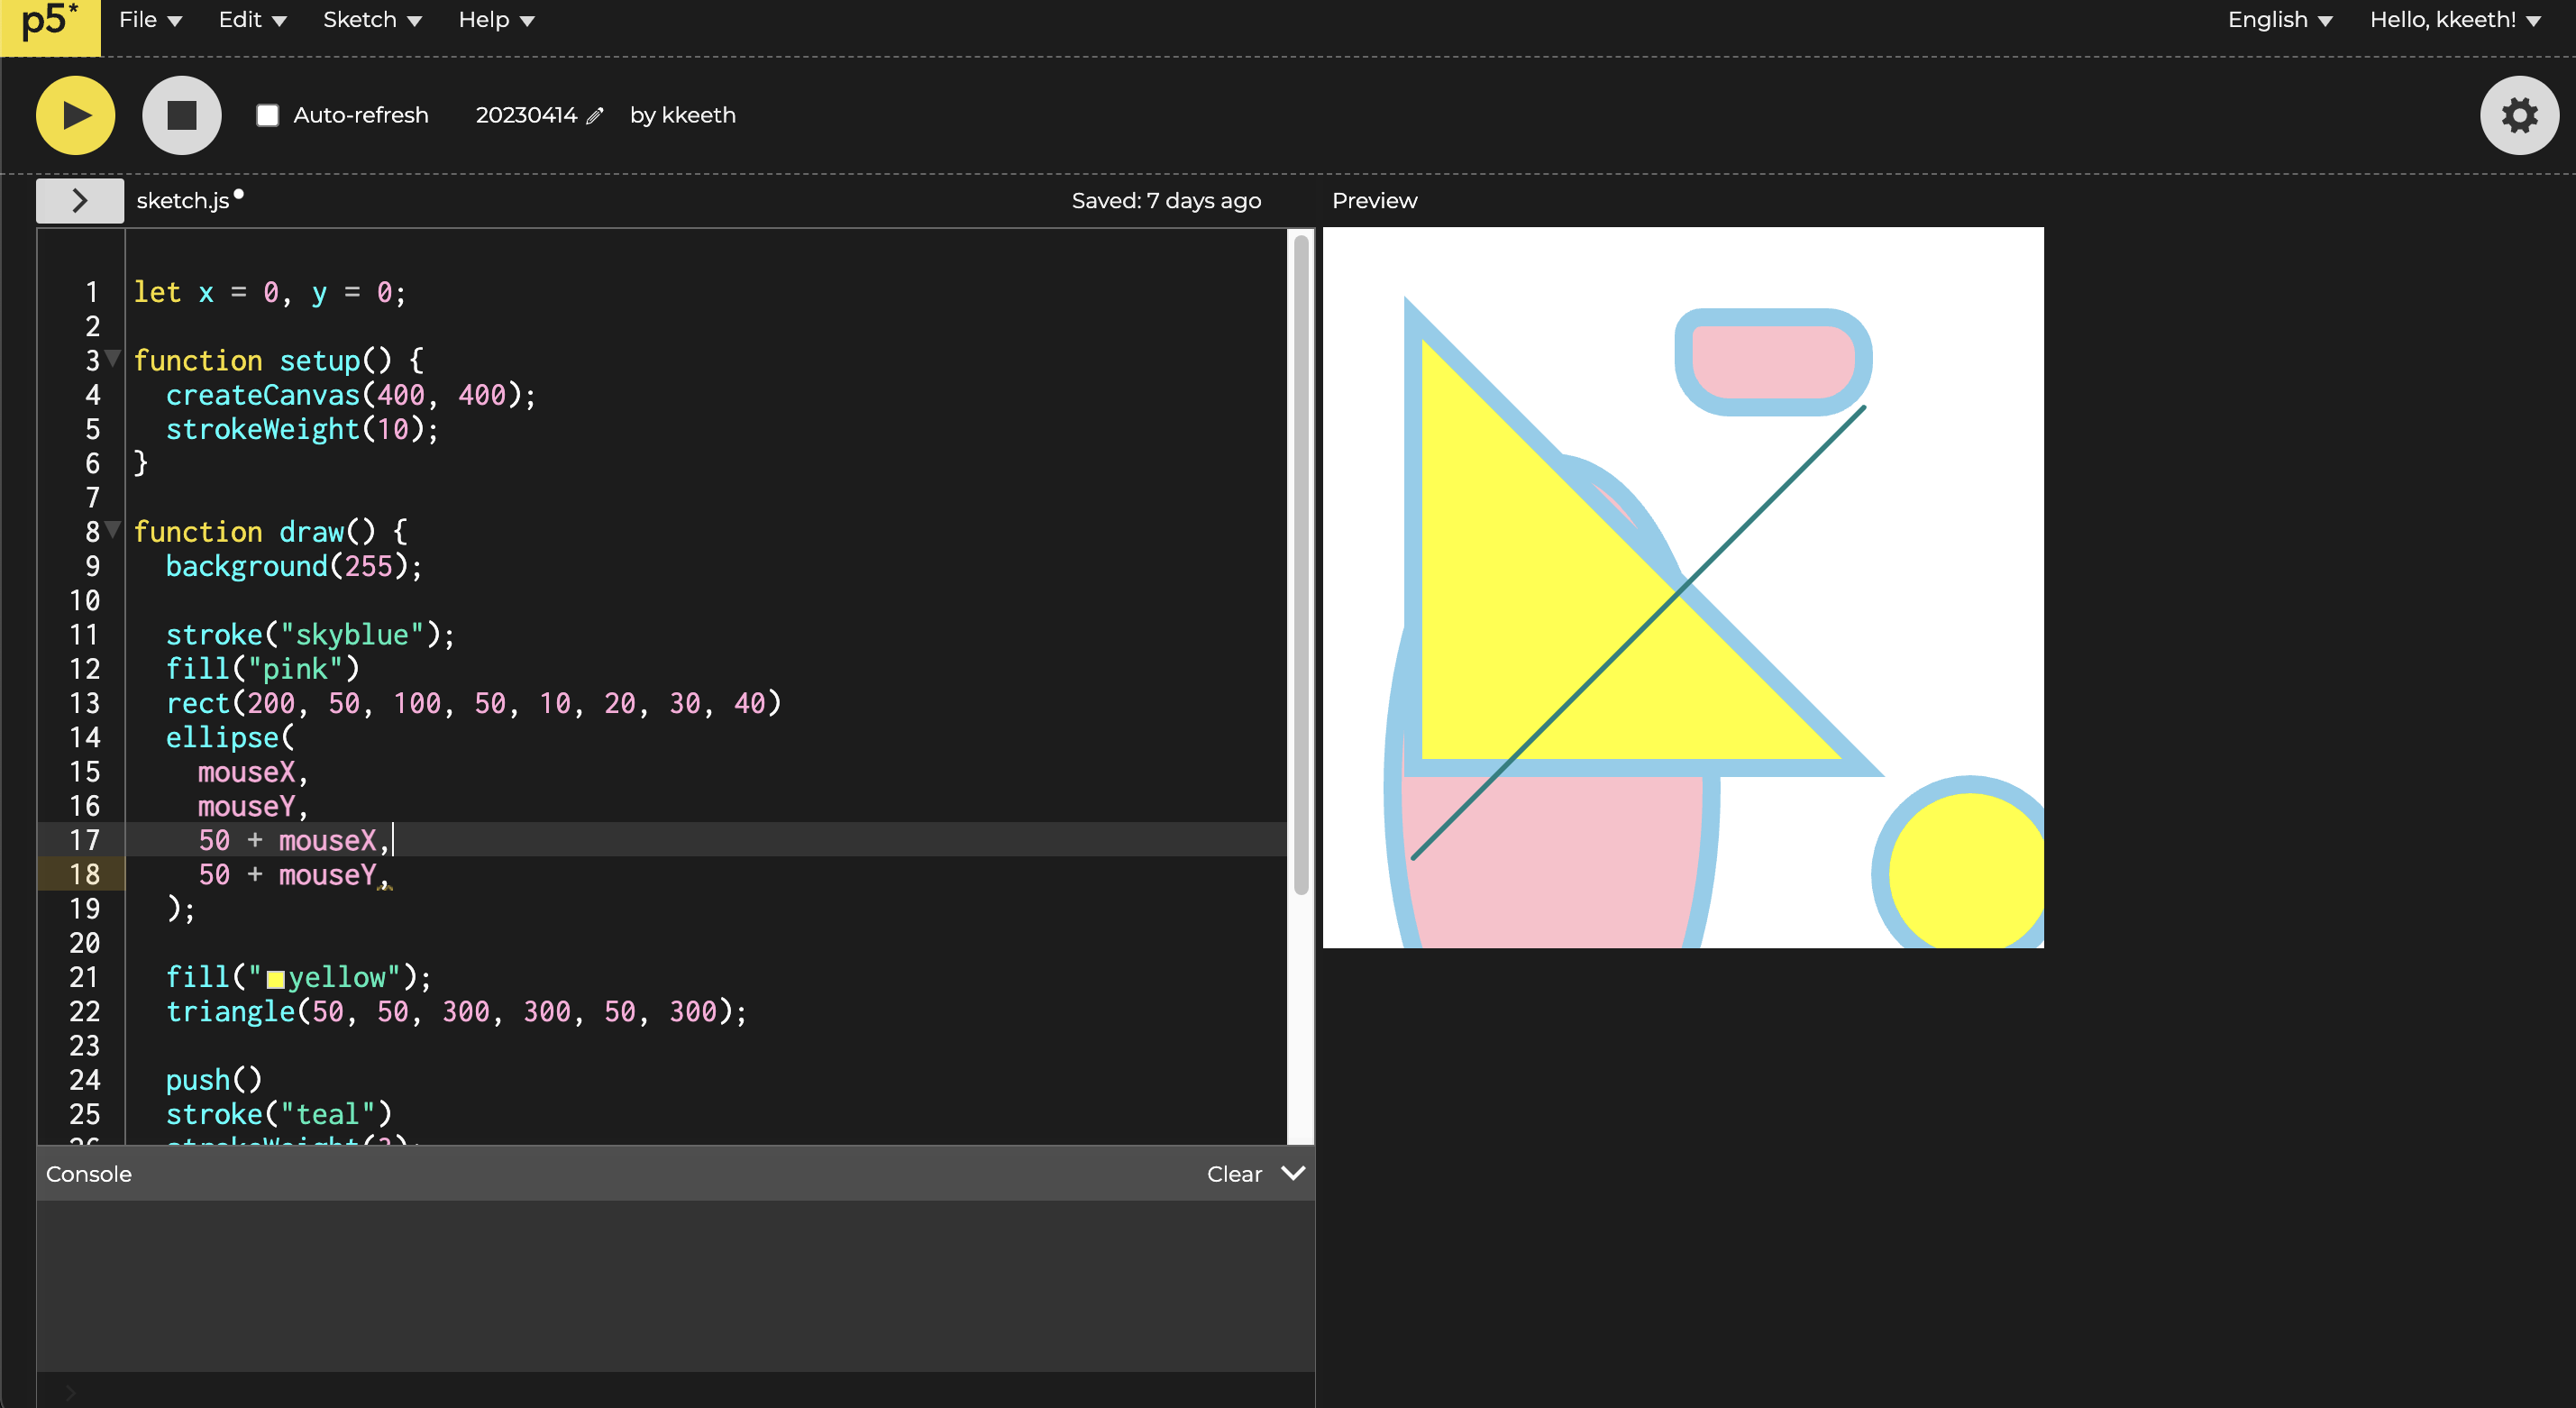 p5* File Edit Sketch Help English Hello, kkeeth!
Auto-refresh 20230414 by kkeeth
sketch.js Saved: 7 days ago Preview
1 let x = 0, y = 0;
2
3 function setup() {
4 createCanvas(400, 400);
5 strokeWeight(10);
6 }
7
8 function draw() {
9 background(255);
10
11 stroke("skyblue");
12 fill("pink")
13 rect(200, 50, 100, 50, 10, 20, 30, 40)
14 ellipse(
15 mouseX,
16 mouseY,
17 50 + mouseX,
18 50 + mouseY,
19 );
20
21 fill("yellow");
22 triangle(50, 50, 300, 300, 50, 300);
23
24 push()
25 stroke("teal")
26 strokeWeight(3);
Console Clear